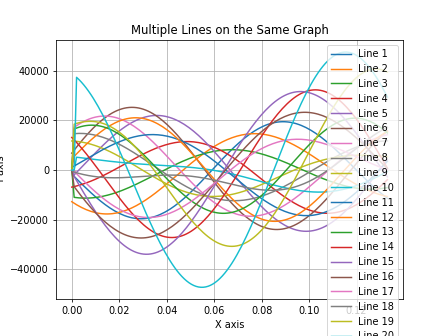 Multiple Lines on the Same Graph
40000
20000
0
−20000
−40000
0.00
0.02
0.04
0.06
0.08
0.10
X axis
Line 1
Line 2
Line 3
Line 4
Line 5
Line 6
Line 7
Line 8
Line 9
Line 10
Line 11
Line 12
Line 13
Line 14
Line 15
Line 16
Line 17
Line 18
Line 19